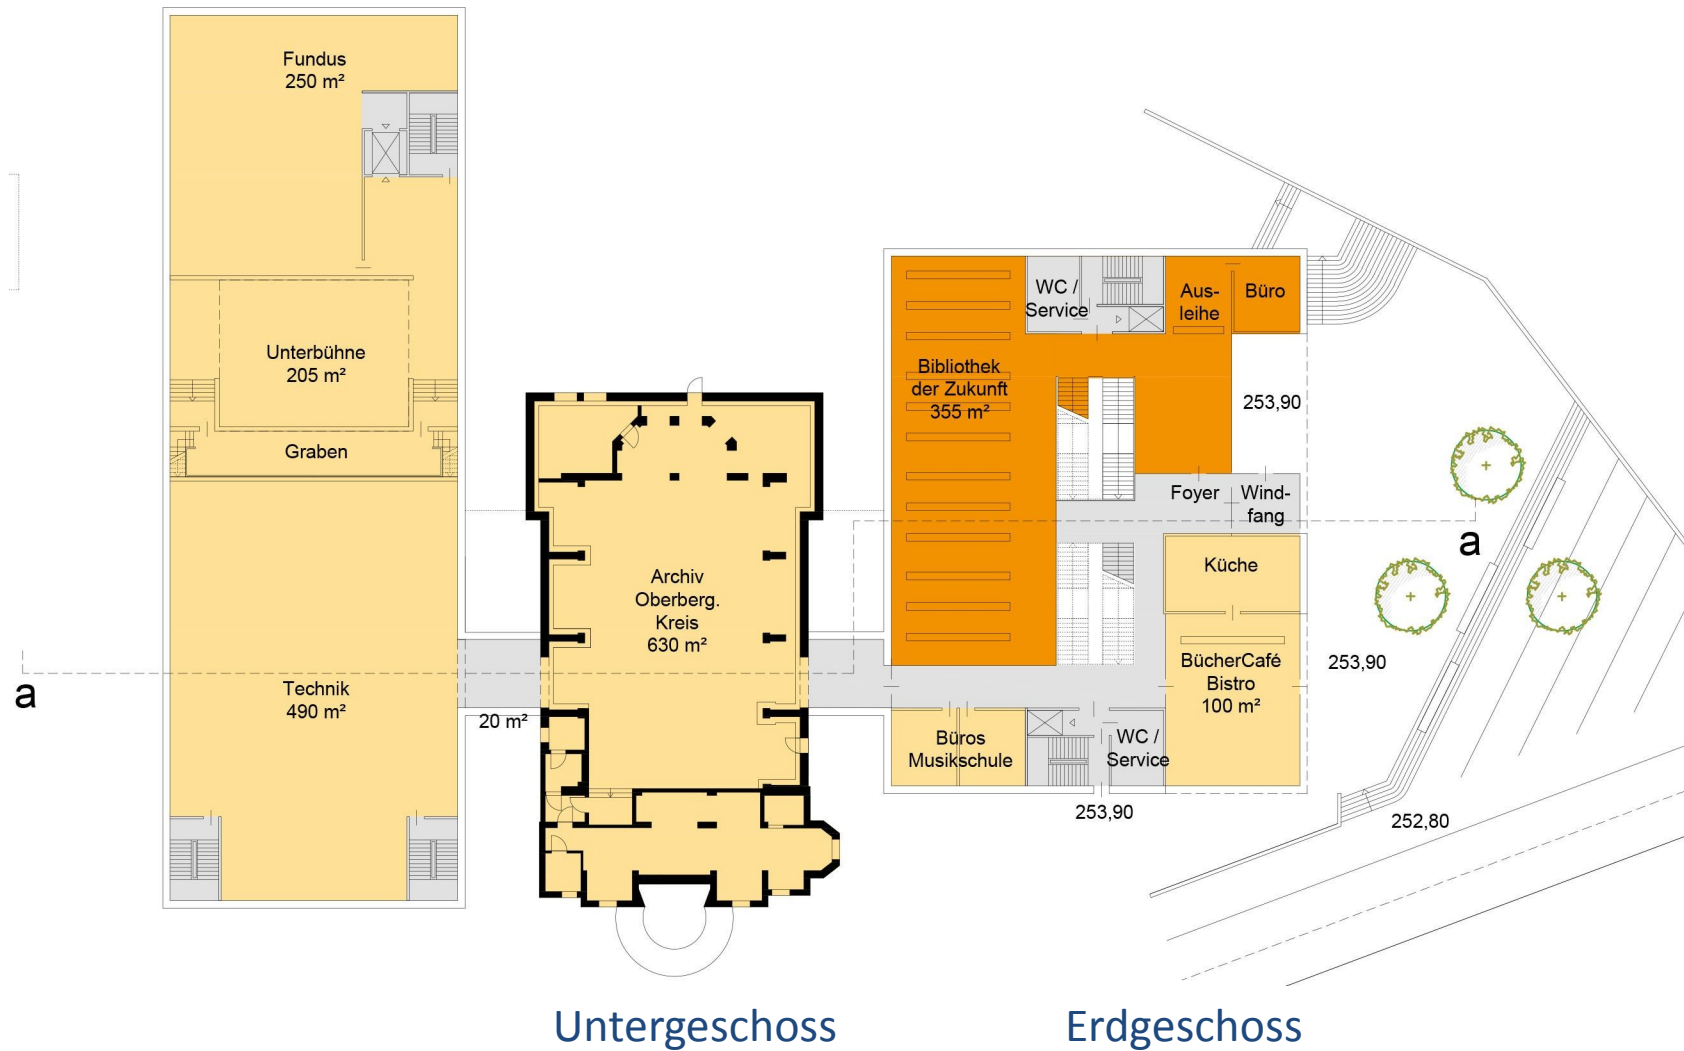 Fundus
250 m²
Unterbühne
205 m²
Graben
Technik
490 m²
20 m²
a
Archiv
Oberberg.
Kreis
630 m²
Bibliothek
der Zukunft
355 m²
WC /
Service
Aus-
leihe
Büro
253,90
Foyer
Wind-
fang
a
Küche
BücherCafé
Bistro
100 m²
253,90
Büros
Musikschule
WC /
Service
253,90
252,80
Untergeschoss
Erdgeschoss